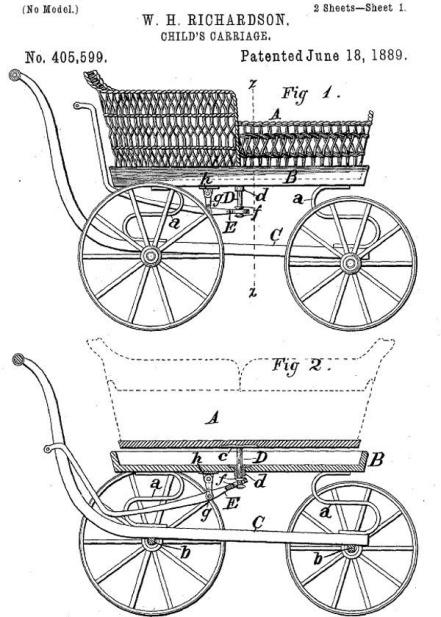 (No Model.)
2 Sheets—Sheet 1.
W. H. RICHARDSON.
CHILD'S CARRIAGE.
No. 405,599.
Patented June 18, 1889.
z
Fig 1.
A
h
B
g D
d
a
f
a
E
C
z
Fig 2.
A
c
D
B
h
f
d
a
g
E
a
C
b
b